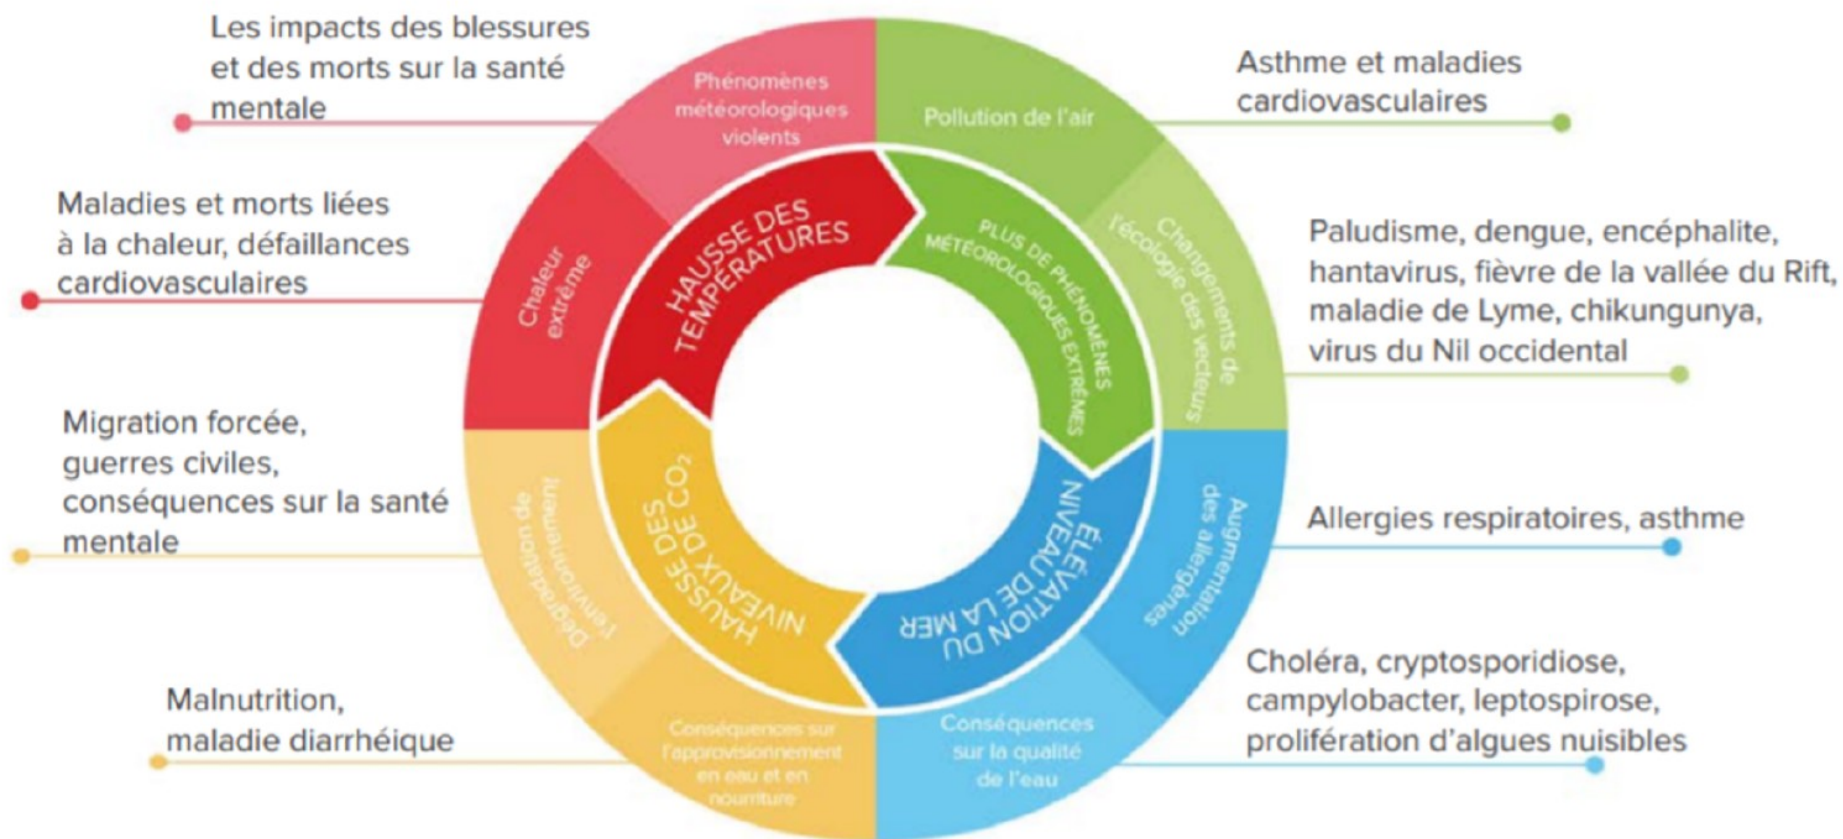 Les impacts des blessures
et des morts sur la santé
mentale
Phénomènes
météorologiques
violents
Pollution de l'air
Asthme et maladies
cardiovasculaires
Maladies et morts liées
à la chaleur, défaillances
cardiovasculaires
Chaleur
extrême
HAUSSE DES
TEMPÉRATURES
PLUS DE PHÉNOMÈNES
MÉTÉOROLOGIQUES EXTRÊMES
Changements de
l'écologie des vecteurs
Paludisme, dengue, encéphalite,
hantavirus, fièvre de la vallée du Rift,
maladie de Lyme, chikungunya,
virus du Nil occidental
Migration forcée,
guerres civiles,
conséquences sur la santé
mentale
Dégradation de
l'environnement
HAUSSE DES
NIVEAUX DE CO₂
ÉLÉVATION DU
NIVEAU DE LA MER
Augmentation
des allergènes
Allergies respiratoires, asthme
Malnutrition,
maladie diarrhéique
Conséquences sur
l'approvisionnement
en eau et en
nourriture
Conséquences
sur la qualité
de l'eau
Choléra, cryptosporidiose,
campylobacter, leptospirose,
prolifération d'algues nuisibles